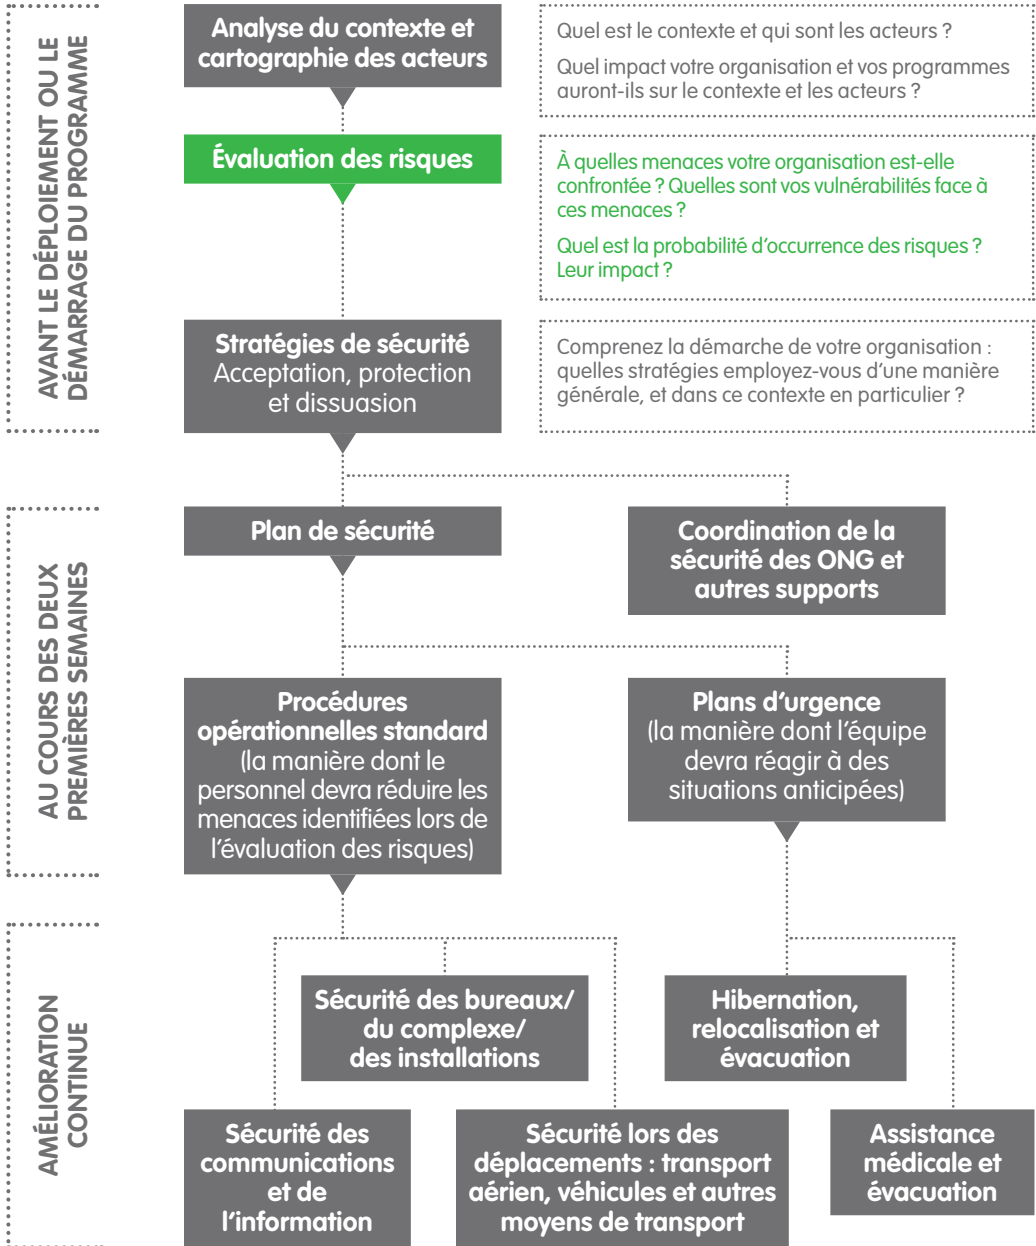 AVANT LE DÉPLOIEMENT OU LE
DÉMARRAGE DU PROGRAMME
Analyse du contexte et
cartographie des acteurs
Quel est le contexte et qui sont les acteurs ?
Quel impact votre organisation et vos programmes
auront-ils sur le contexte et les acteurs ?
Évaluation des risques
À quelles menaces votre organisation est-elle
confrontée ? Quelles sont vos vulnérabilités face à
ces menaces ?
Quel est la probabilité d’occurrence des risques ?
Leur impact ?
Stratégies de sécurité
Acceptation, protection
et dissuasion
Comprenez la démarche de votre organisation :
quelles stratégies employez-vous d’une manière
générale, et dans ce contexte en particulier ?
AU COURS DES DEUX
PREMIÈRES SEMAINES
Plan de sécurité
Coordination de la
sécurité des ONG et
autres supports
Procédures
opérationnelles standard
(la manière dont le
personnel devra réduire les
menaces identifiées lors de
l’évaluation des risques)
Plans d’urgence
(la manière dont l’équipe
devra réagir à des
situations anticipées)
AMÉLIORATION
CONTINUE
Sécurité des bureaux/
du complexe/
des installations
Hibernation,
relocalisation et
évacuation
Sécurité des
communications
et de
l’information
Sécurité lors des
déplacements : transport
aérien, véhicules et autres
moyens de transport
Assistance
médicale et
évacuation